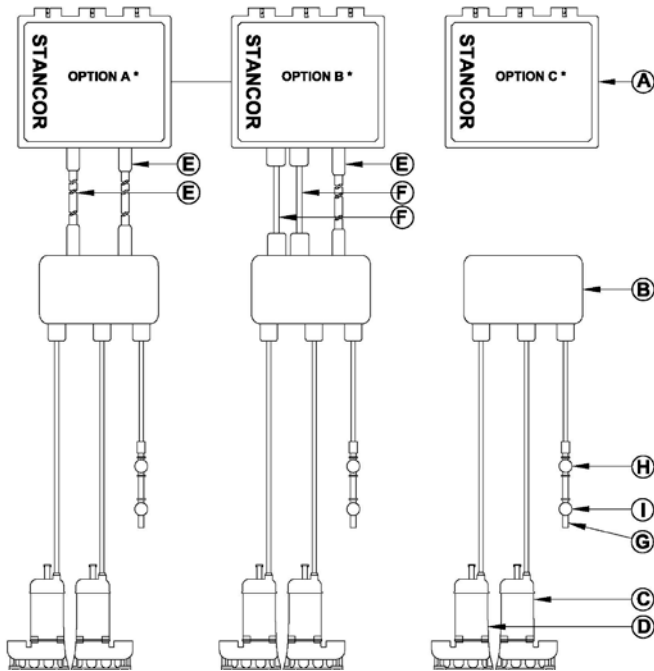 STANCOR
OPTION A *
STANCOR
OPTION B *
STANCOR
OPTION C *
A
E
E
E
F
F
B
H
I
G
C
D